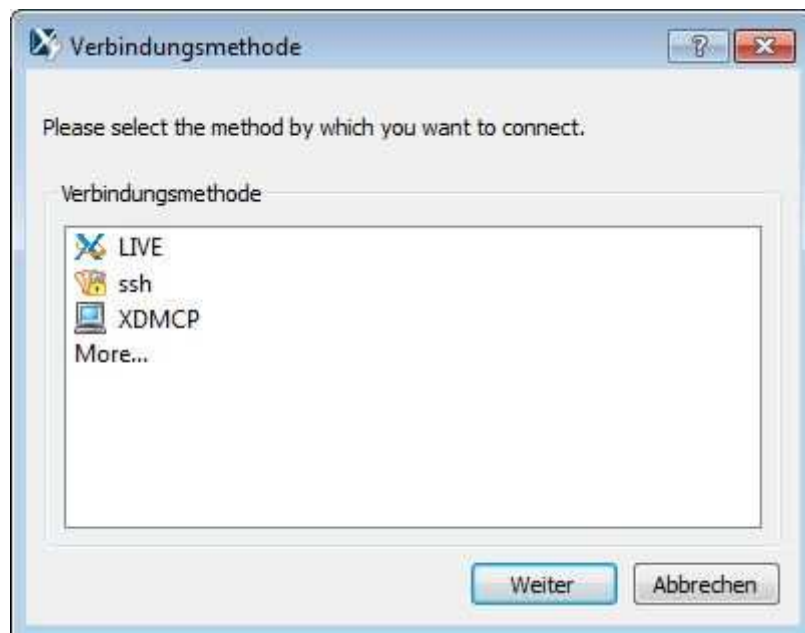 Verbindungsmethode
Please select the method by which you want to connect.
Verbindungsmethode
LIVE
ssh
XDMCP
More...
Weiter
Abbrechen